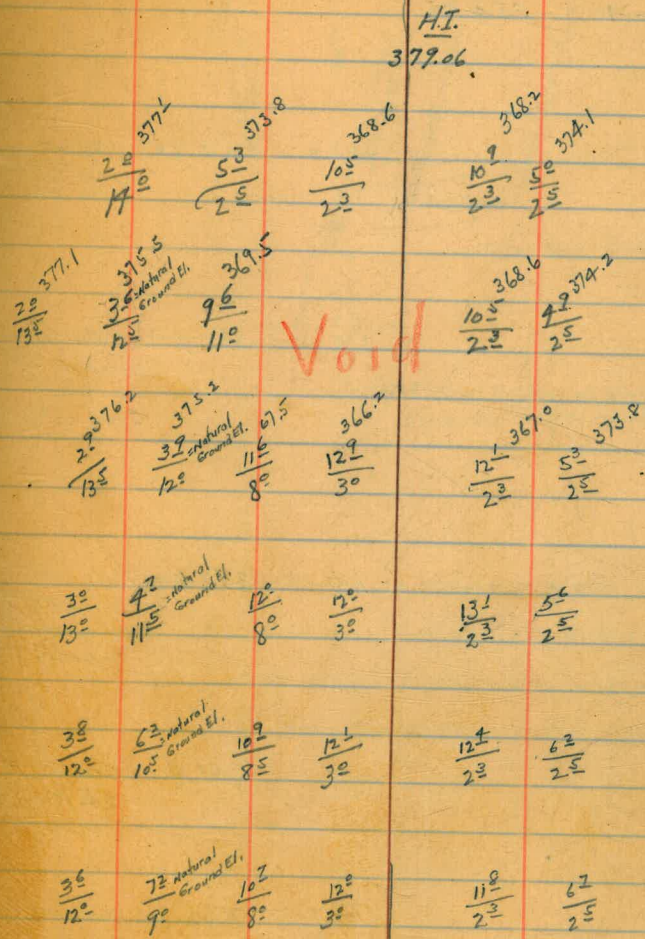 H.I.
379.06
377.1 373.8 368.6 368.2 374.1
2.0 5.3 10.5 10.9 5.0
14.0 2.5 2.3 2.3 2.5
377.1 375.5 369.5 368.6 374.2
2.0 3.6 = Natural Ground El. 9.6 10.5 4.9
13.5 12.5 11.0 2.3 2.5
Void
376.2 375.2 67.5 366.2 367.0 373.8
2.9 3.9 = Natural Ground El. 11.6 12.9 12.1 5.3
13.5 12.0 8.0 3.0 2.3 2.5
3.0 4.7 = Natural Ground El. 12.0 12.0 13.1 5.6
13.0 11.5 8.0 3.0 2.3 2.5
3.8 6.3 = Natural Ground El. 10.9 12.1 12.4 6.2
12.0 10.5 8.5 3.0 2.3 2.5
3.6 7.2 = Natural Ground El. 10.7 12.0 11.8 6.7
12.0 9.0 8.0 3.0 2.3 2.5